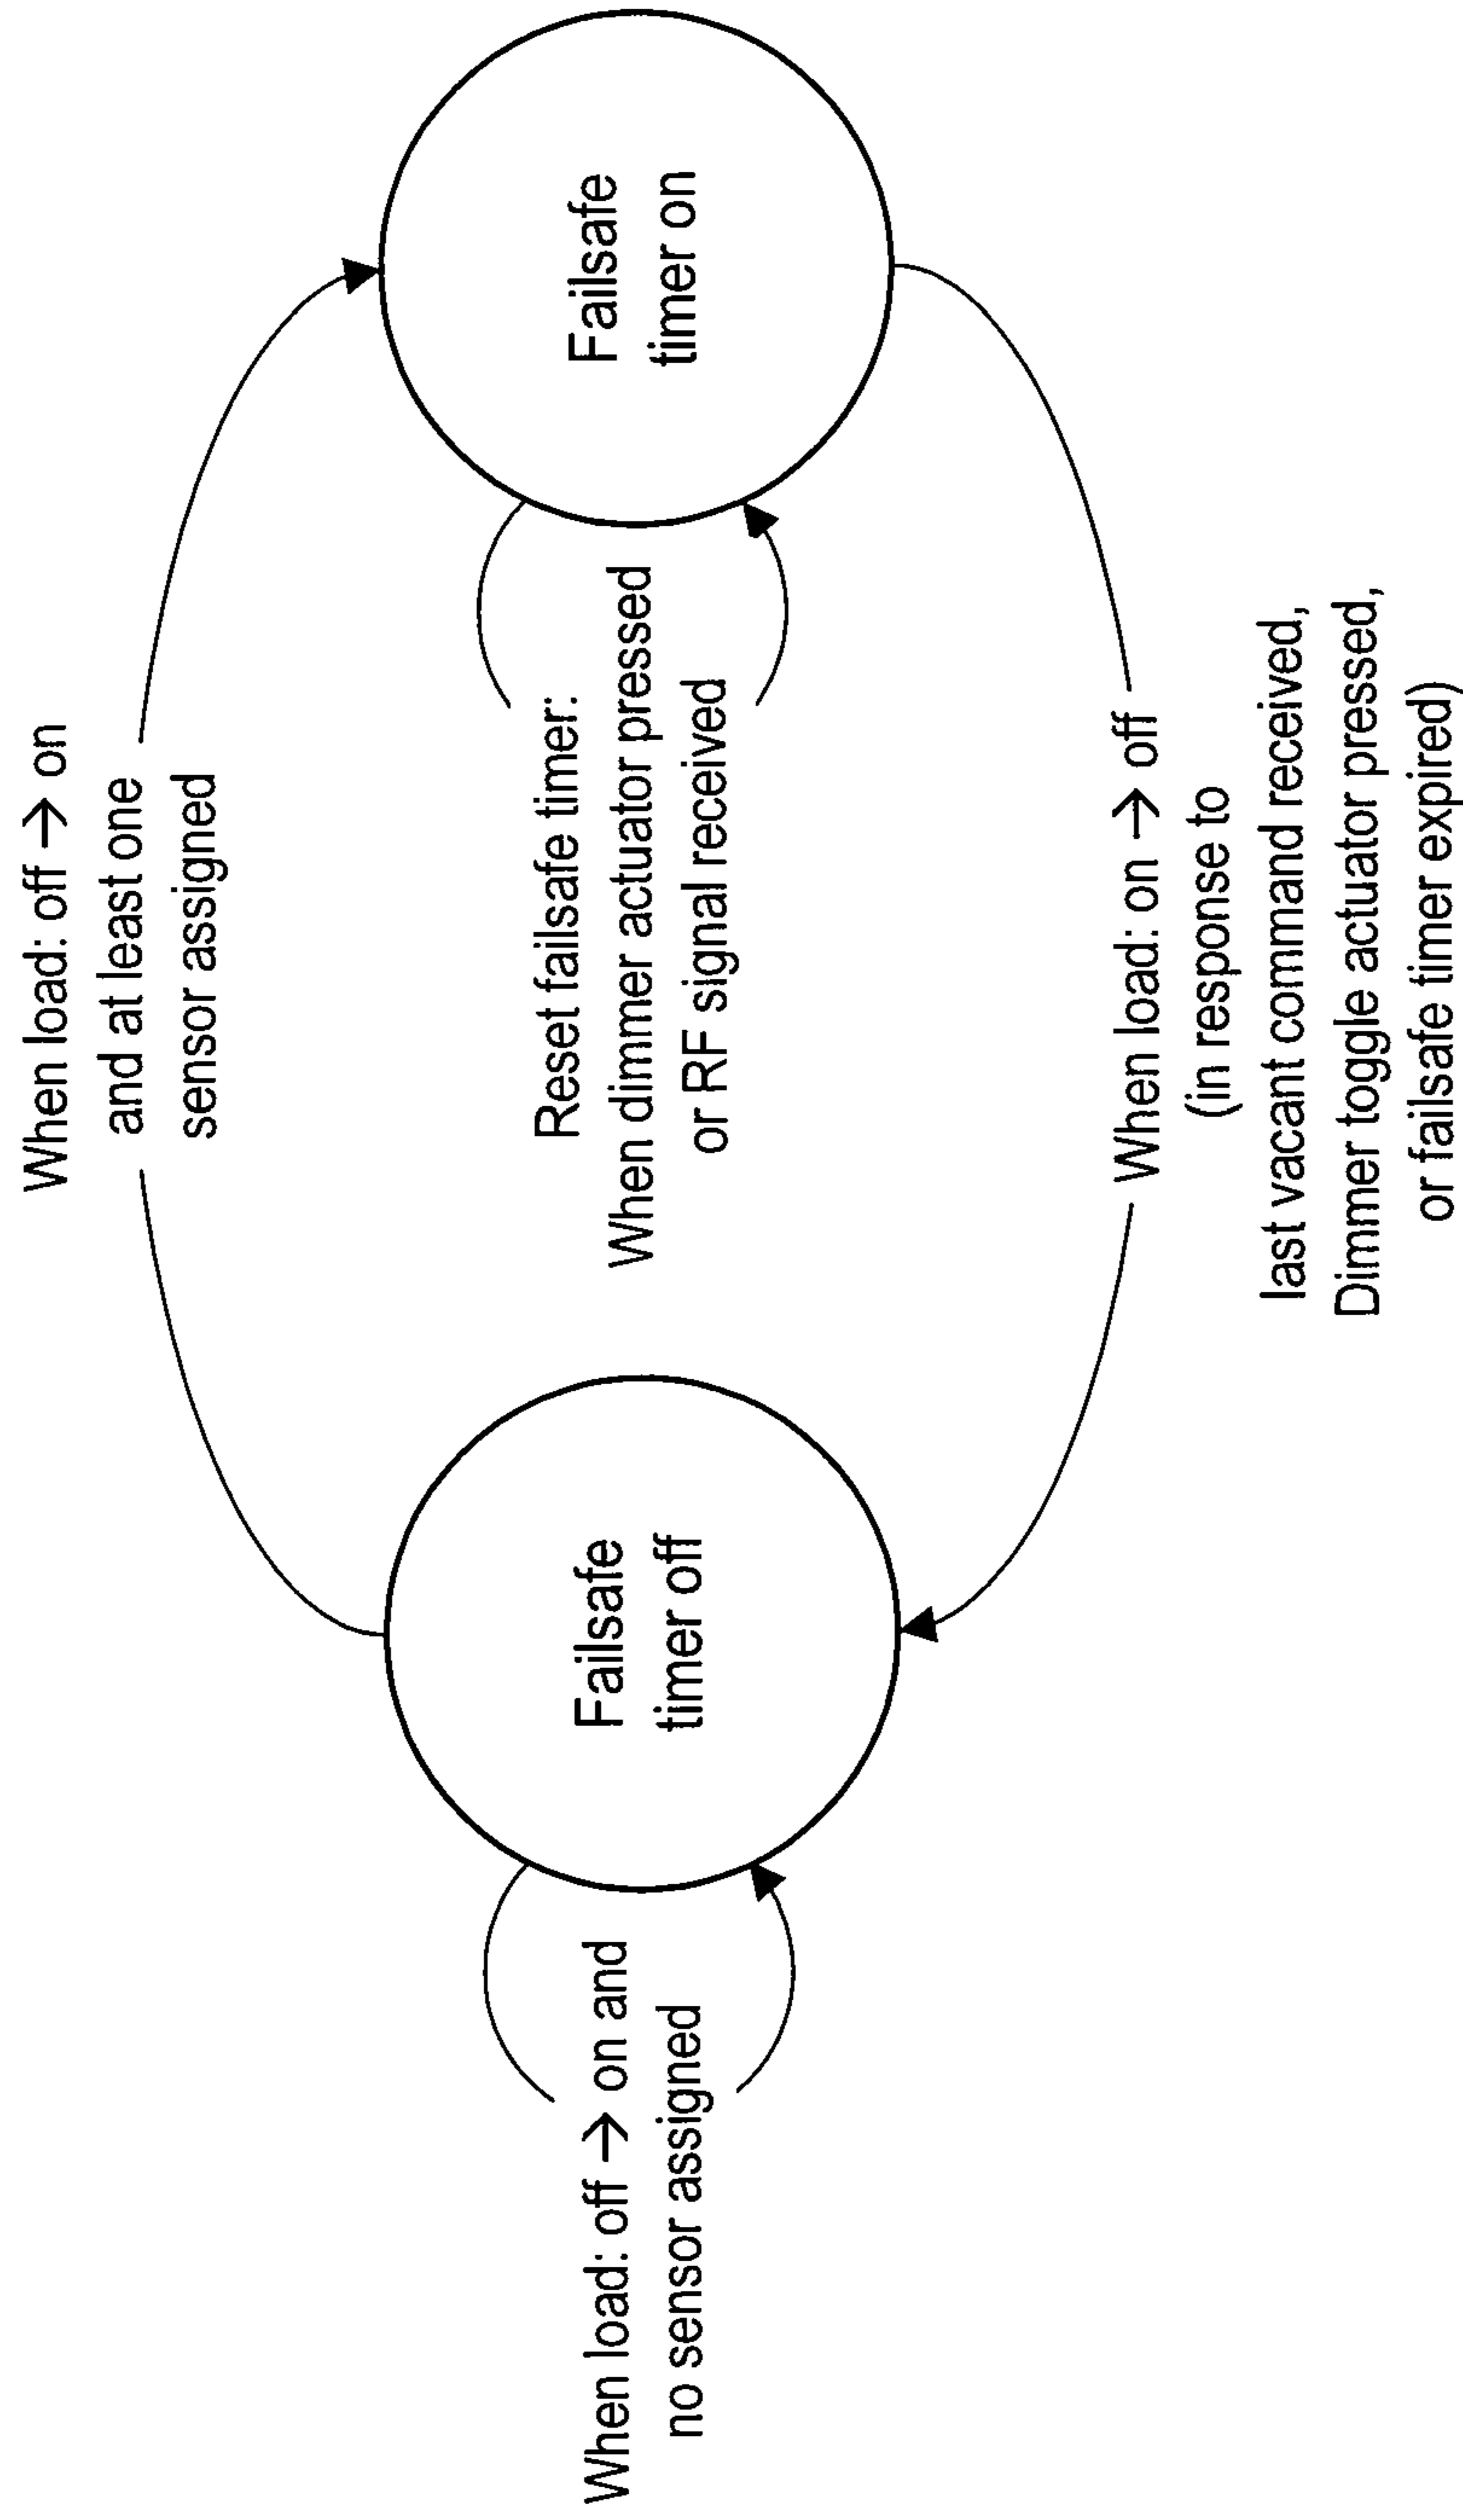 When load: off → on
and at least one
sensor assigned
Failsafe
timer off
Failsafe
timer on
When load: off → on and
no sensor assigned
Reset failsafe timer:
When dimmer actuator pressed
or RF signal received
When load: on → off
(in response to
last vacant command received,
Dimmer toggle actuator pressed,
or failsafe timer expired)